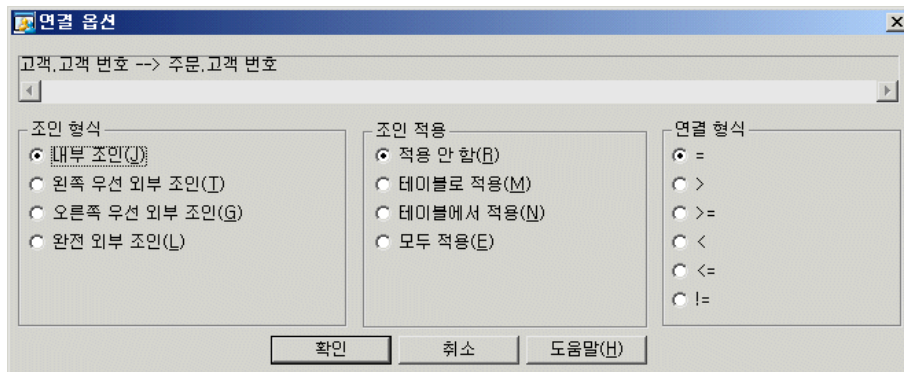 연결 옵션
고객.고객 번호 --> 주문.고객 번호
조인 형식
내부 조인(J)
왼쪽 우선 외부 조인(T)
오른쪽 우선 외부 조인(G)
완전 외부 조인(L)
조인 적용
적용 안 함(R)
테이블로 적용(M)
테이블에서 적용(N)
모두 적용(E)
연결 형식
=
>
>=
<
<=
!=
확인
취소
도움말(H)